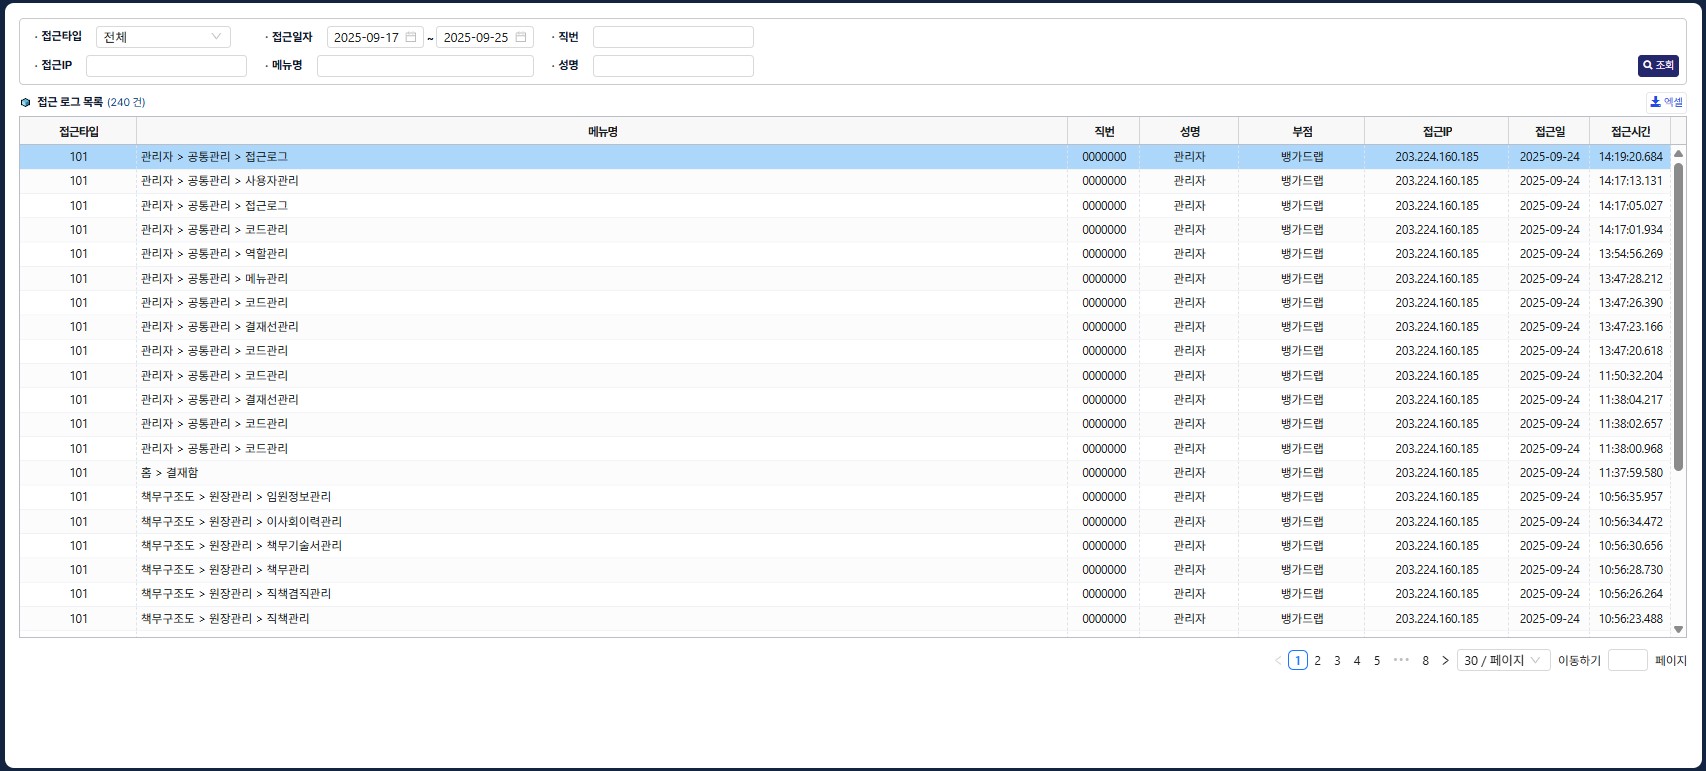 · 접근타입 전체 · 접근일자 2025-09-17 ~ 2025-09-25 · 직번
· 접근IP · 메뉴명 · 성명 조회
접근 로그 목록 (240 건) 엑셀
접근타입 메뉴명 직번 성명 부점 접근IP 접근일 접근시간
101 관리자 > 공통관리 > 접근로그 0000000 관리자 뱅가드랩 203.224.160.185 2025-09-24 14:19:20.684
101 관리자 > 공통관리 > 사용자관리 0000000 관리자 뱅가드랩 203.224.160.185 2025-09-24 14:17:13.131
101 관리자 > 공통관리 > 접근로그 0000000 관리자 뱅가드랩 203.224.160.185 2025-09-24 14:17:05.027
101 관리자 > 공통관리 > 코드관리 0000000 관리자 뱅가드랩 203.224.160.185 2025-09-24 14:17:01.934
101 관리자 > 공통관리 > 역할관리 0000000 관리자 뱅가드랩 203.224.160.185 2025-09-24 13:54:56.269
101 관리자 > 공통관리 > 메뉴관리 0000000 관리자 뱅가드랩 203.224.160.185 2025-09-24 13:47:28.212
101 관리자 > 공통관리 > 코드관리 0000000 관리자 뱅가드랩 203.224.160.185 2025-09-24 13:47:26.390
101 관리자 > 공통관리 > 결재선관리 0000000 관리자 뱅가드랩 203.224.160.185 2025-09-24 13:47:23.166
101 관리자 > 공통관리 > 코드관리 0000000 관리자 뱅가드랩 203.224.160.185 2025-09-24 13:47:20.618
101 관리자 > 공통관리 > 코드관리 0000000 관리자 뱅가드랩 203.224.160.185 2025-09-24 11:50:32.204
101 관리자 > 공통관리 > 결재선관리 0000000 관리자 뱅가드랩 203.224.160.185 2025-09-24 11:38:04.217
101 관리자 > 공통관리 > 코드관리 0000000 관리자 뱅가드랩 203.224.160.185 2025-09-24 11:38:02.657
101 관리자 > 공통관리 > 코드관리 0000000 관리자 뱅가드랩 203.224.160.185 2025-09-24 11:38:00.968
101 홈 > 결재함 0000000 관리자 뱅가드랩 203.224.160.185 2025-09-24 11:37:59.580
101 책무구조도 > 원장관리 > 임원정보관리 0000000 관리자 뱅가드랩 203.224.160.185 2025-09-24 10:56:35.957
101 책무구조도 > 원장관리 > 이사회이력관리 0000000 관리자 뱅가드랩 203.224.160.185 2025-09-24 10:56:34.472
101 책무구조도 > 원장관리 > 책무기술서관리 0000000 관리자 뱅가드랩 203.224.160.185 2025-09-24 10:56:30.656
101 책무구조도 > 원장관리 > 책무관리 0000000 관리자 뱅가드랩 203.224.160.185 2025-09-24 10:56:28.730
101 책무구조도 > 원장관리 > 직책겸직관리 0000000 관리자 뱅가드랩 203.224.160.185 2025-09-24 10:56:26.264
101 책무구조도 > 원장관리 > 직책관리 0000000 관리자 뱅가드랩 203.224.160.185 2025-09-24 10:56:23.488
< 1 2 3 4 5 ••• 8 > 30 / 페이지 이동하기 페이지